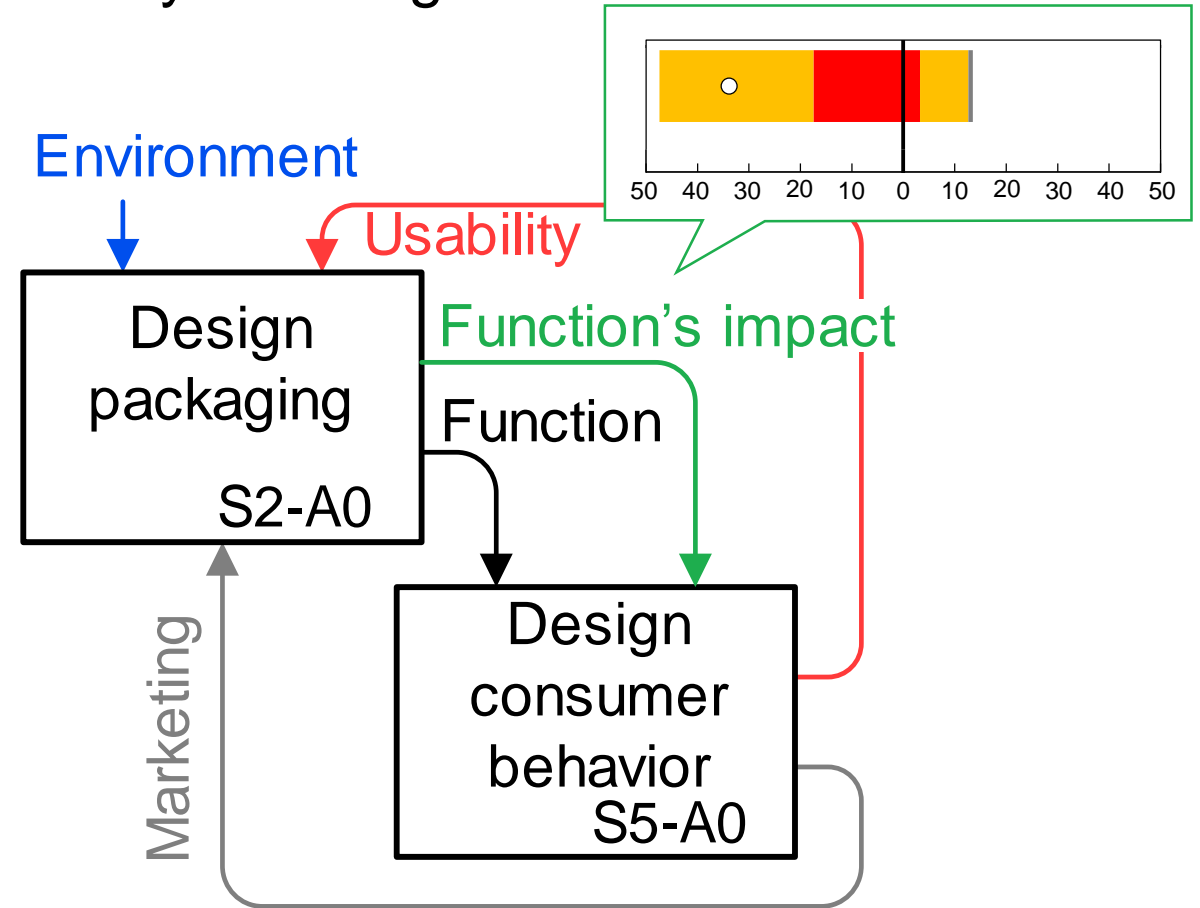 50 40 30 20 10 0 10 20 30 40 50
Environment
Usability
Design
packaging
S2-A0
Function's impact
Function
Marketing
Design
consumer
behavior
S5-A0